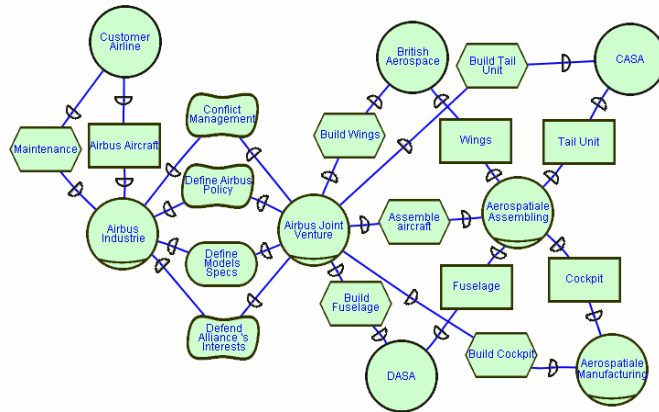 Customer
Airline
British
Aerospace
Build Tail
Unit
CASA
Conflict
Management
Maintenance
Airbus Aircraft
Build Wings
Wings
Tail Unit
Define Airbus
Policy
Airbus
Industrie
Airbus Joint
Venture
Assemble
aircraft
Aerospatiale
Assembling
Define
Models
Specs
Build
Fuselage
Fuselage
Cockpit
Defend
Alliance 's
Interests
DASA
Build Cockpit
Aerospatiale
Manufacturing